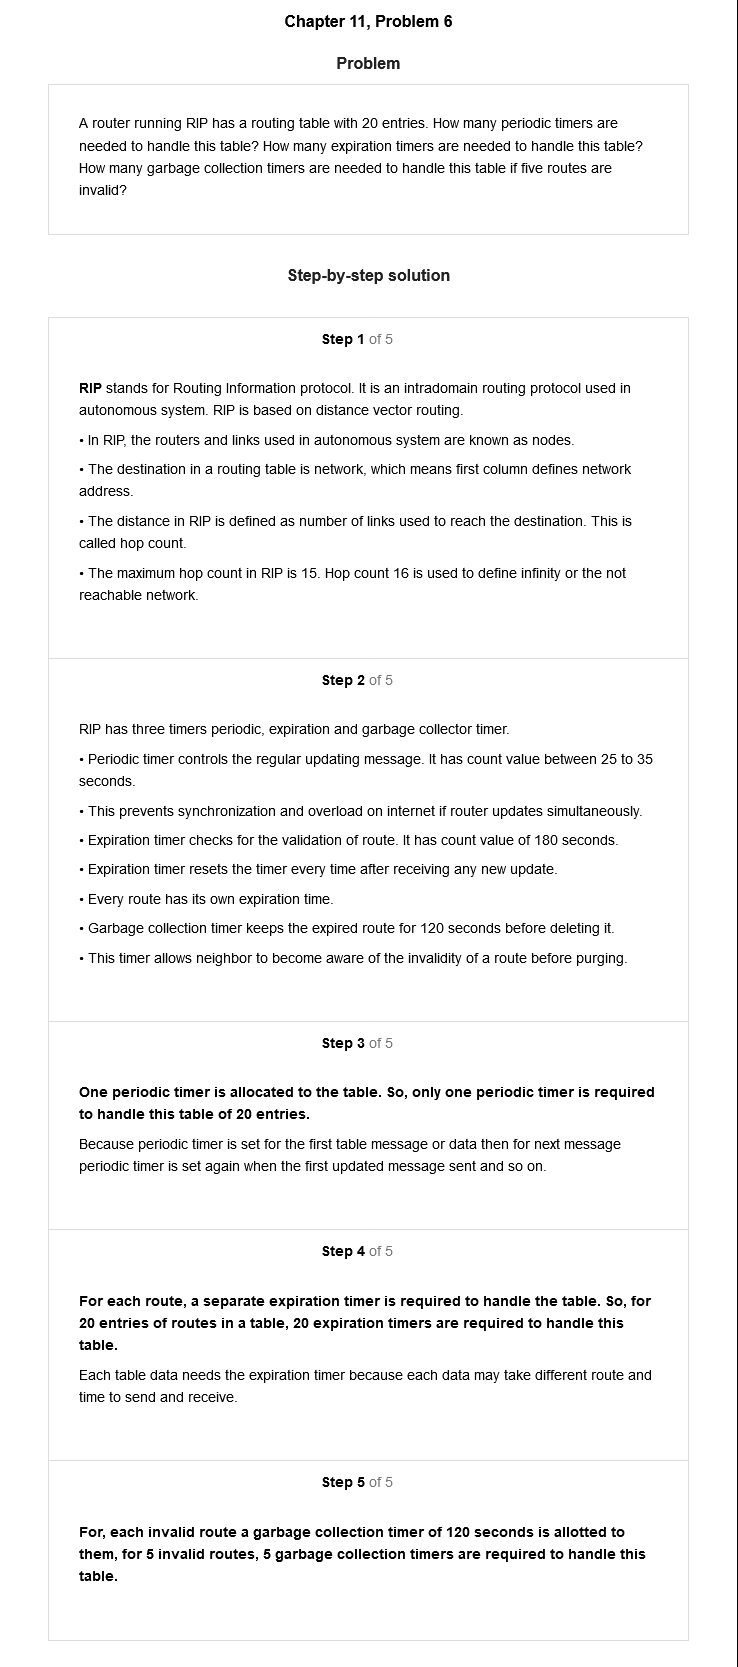 Chapter 11, Problem 6
Problem
A router running RIP has a routing table with 20 entries. How many periodic timers are
needed to handle this table? How many expiration timers are needed to handle this table?
How many garbage collection timers are needed to handle this table if five routes are
invalid?
Step-by-step solution
Step 1 of 5
RIP stands for Routing Information protocol. It is an intradomain routing protocol used in
autonomous system. RIP is based on distance vector routing.
• In RIP, the routers and links used in autonomous system are known as nodes.
• The destination in a routing table is network, which means first column defines network
address.
• The distance in RIP is defined as number of links used to reach the destination. This is
called hop count.
• The maximum hop count in RIP is 15. Hop count 16 is used to define infinity or the not
reachable network.
Step 2 of 5
RIP has three timers periodic, expiration and garbage collector timer.
• Periodic timer controls the regular updating message. It has count value between 25 to 35
seconds.
• This prevents synchronization and overload on internet if router updates simultaneously.
• Expiration timer checks for the validation of route. It has count value of 180 seconds.
• Expiration timer resets the timer every time after receiving any new update.
• Every route has its own expiration time.
• Garbage collection timer keeps the expired route for 120 seconds before deleting it.
• This timer allows neighbor to become aware of the invalidity of a route before purging.
Step 3 of 5
One periodic timer is allocated to the table. So, only one periodic timer is required
to handle this table of 20 entries.
Because periodic timer is set for the first table message or data then for next message
periodic timer is set again when the first updated message sent and so on.
Step 4 of 5
For each route, a separate expiration timer is required to handle the table. So, for
20 entries of routes in a table, 20 expiration timers are required to handle this
table.
Each table data needs the expiration timer because each data may take different route and
time to send and receive.
Step 5 of 5
For, each invalid route a garbage collection timer of 120 seconds is allotted to
them, for 5 invalid routes, 5 garbage collection timers are required to handle this
table.